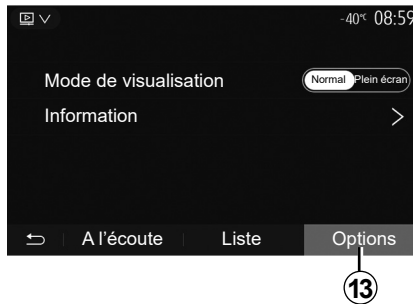 -40°C 08:59
Mode de visualisation Normal Plein écran
Information
A l'écoute Liste Options
13